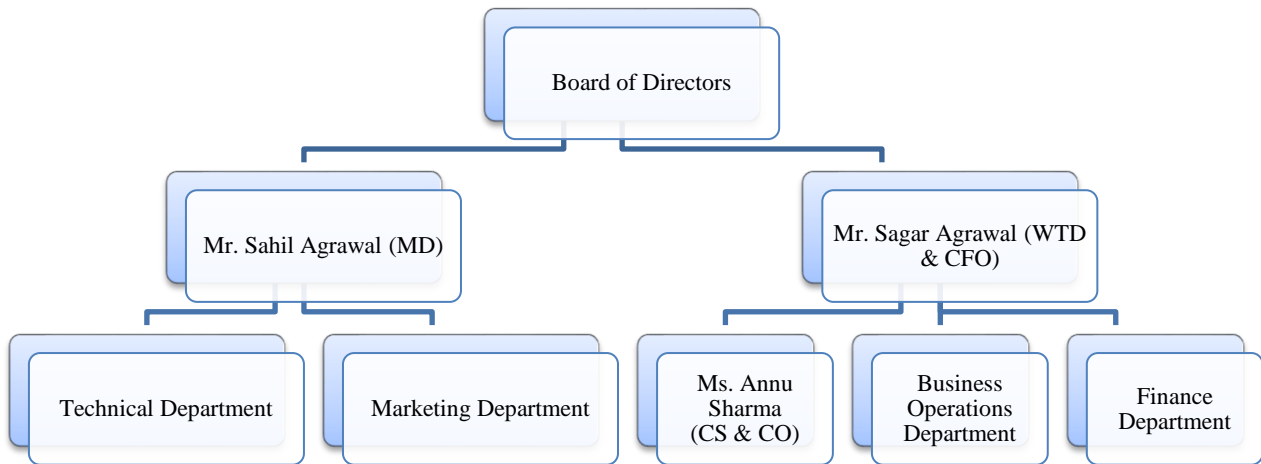 Board of Directors
Mr. Sahil Agrawal (MD)
Mr. Sagar Agrawal (WTD
& CFO)
Technical Department
Marketing Department
Ms. Annu
Sharma
(CS & CO)
Business
Operations
Department
Finance
Department